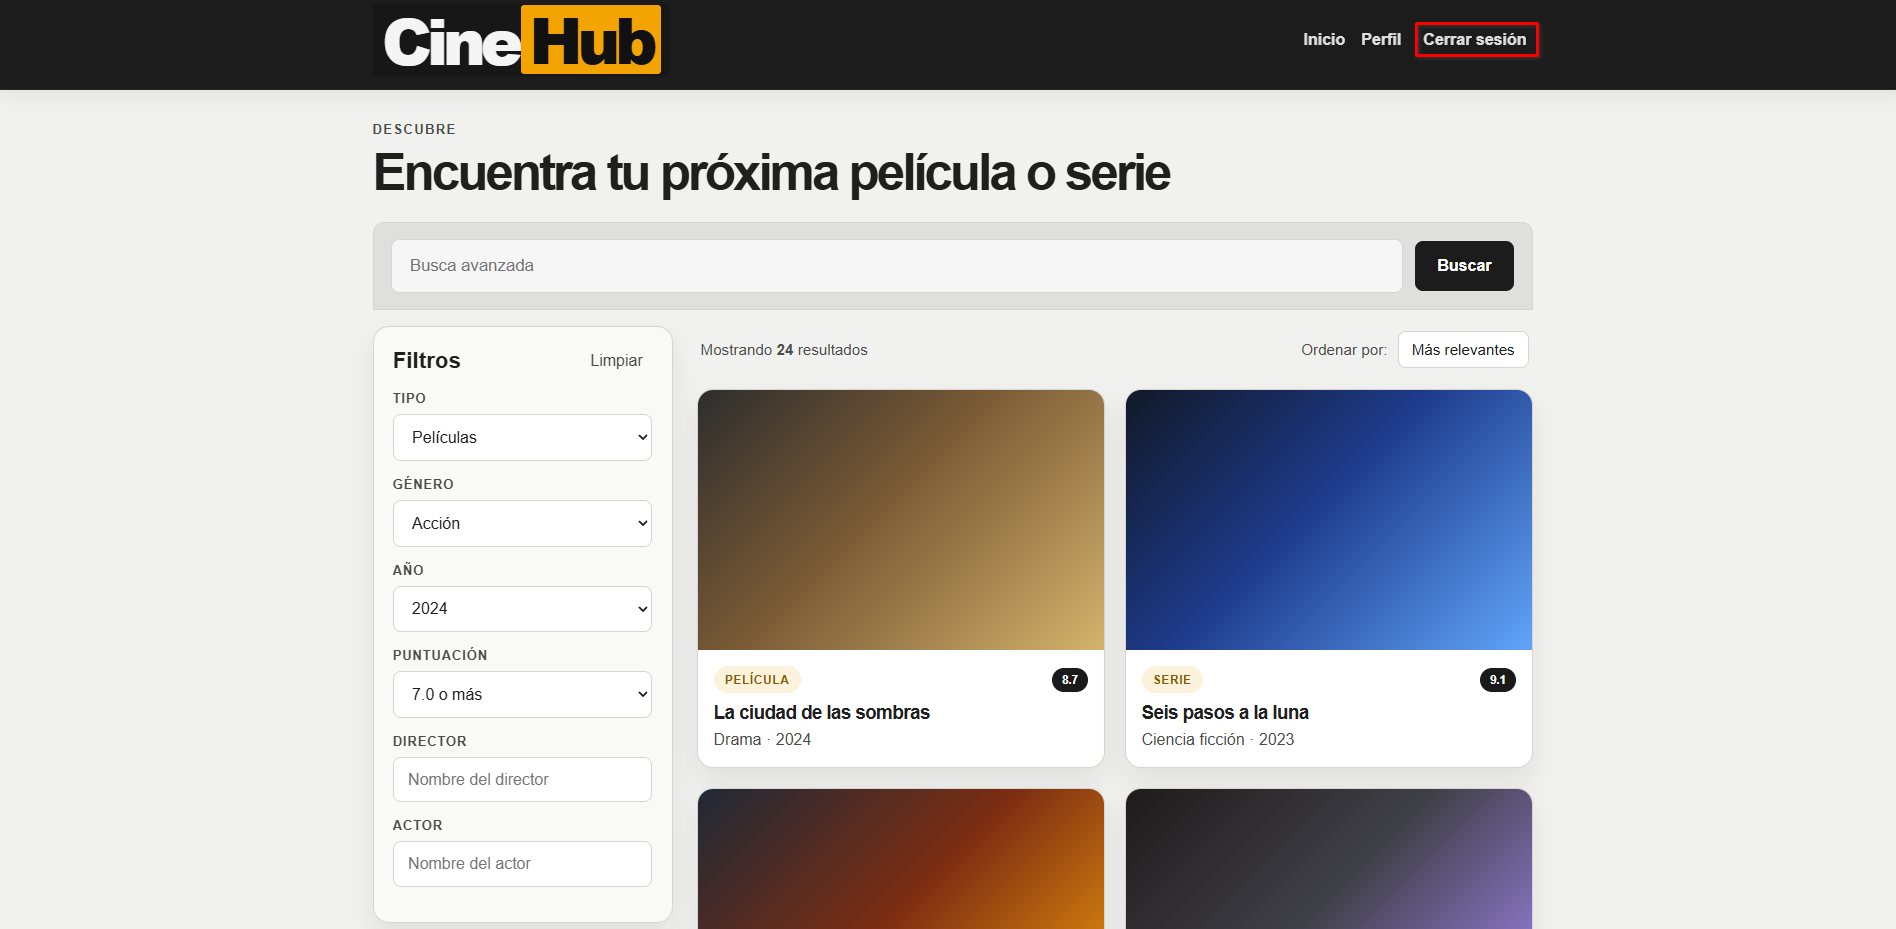 CineHub
Inicio Perfil Cerrar sesión
DESCUBRE
Encuentra tu próxima película o serie
Busca avanzada Buscar
Filtros Limpiar
TIPO
Películas
GÉNERO
Acción
AÑO
2024
PUNTUACIÓN
7.0 o más
DIRECTOR
Nombre del director
ACTOR
Nombre del actor
Mostrando 24 resultados
Ordenar por: Más relevantes
PELÍCULA 8.7
La ciudad de las sombras
Drama · 2024
SERIE 9.1
Seis pasos a la luna
Ciencia ficción · 2023